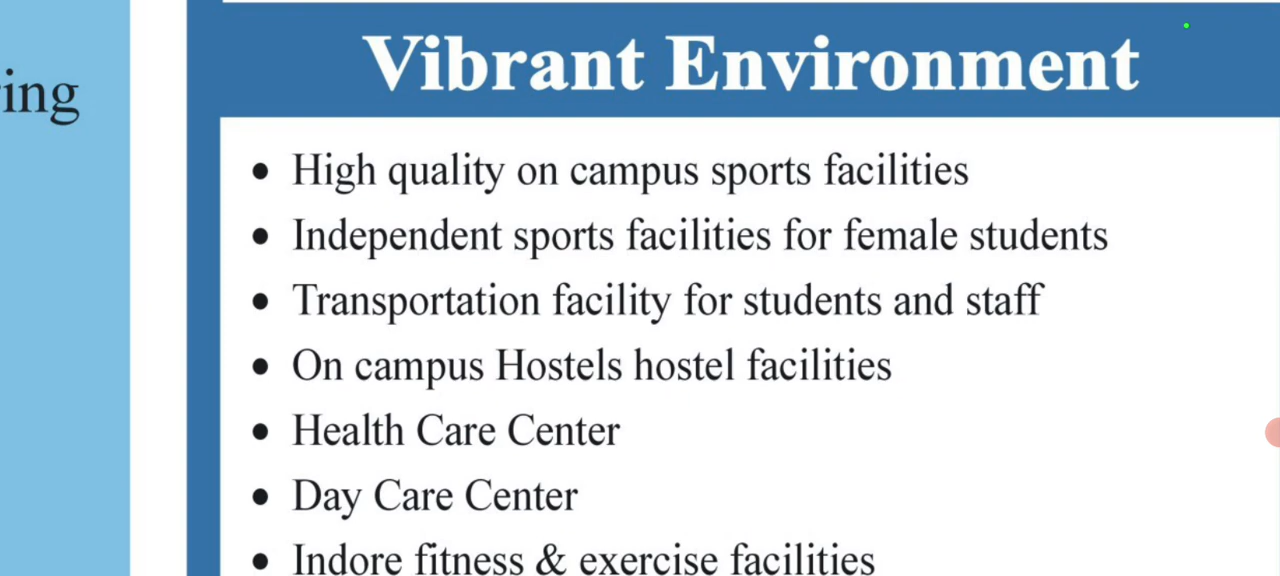 Vibrant Environment
ing
• High quality on campus sports facilities
• Independent sports facilities for female students
• Transportation facility for students and staff
• On campus Hostels hostel facilities
• Health Care Center
• Day Care Center
• Indore fitness & exercise facilities